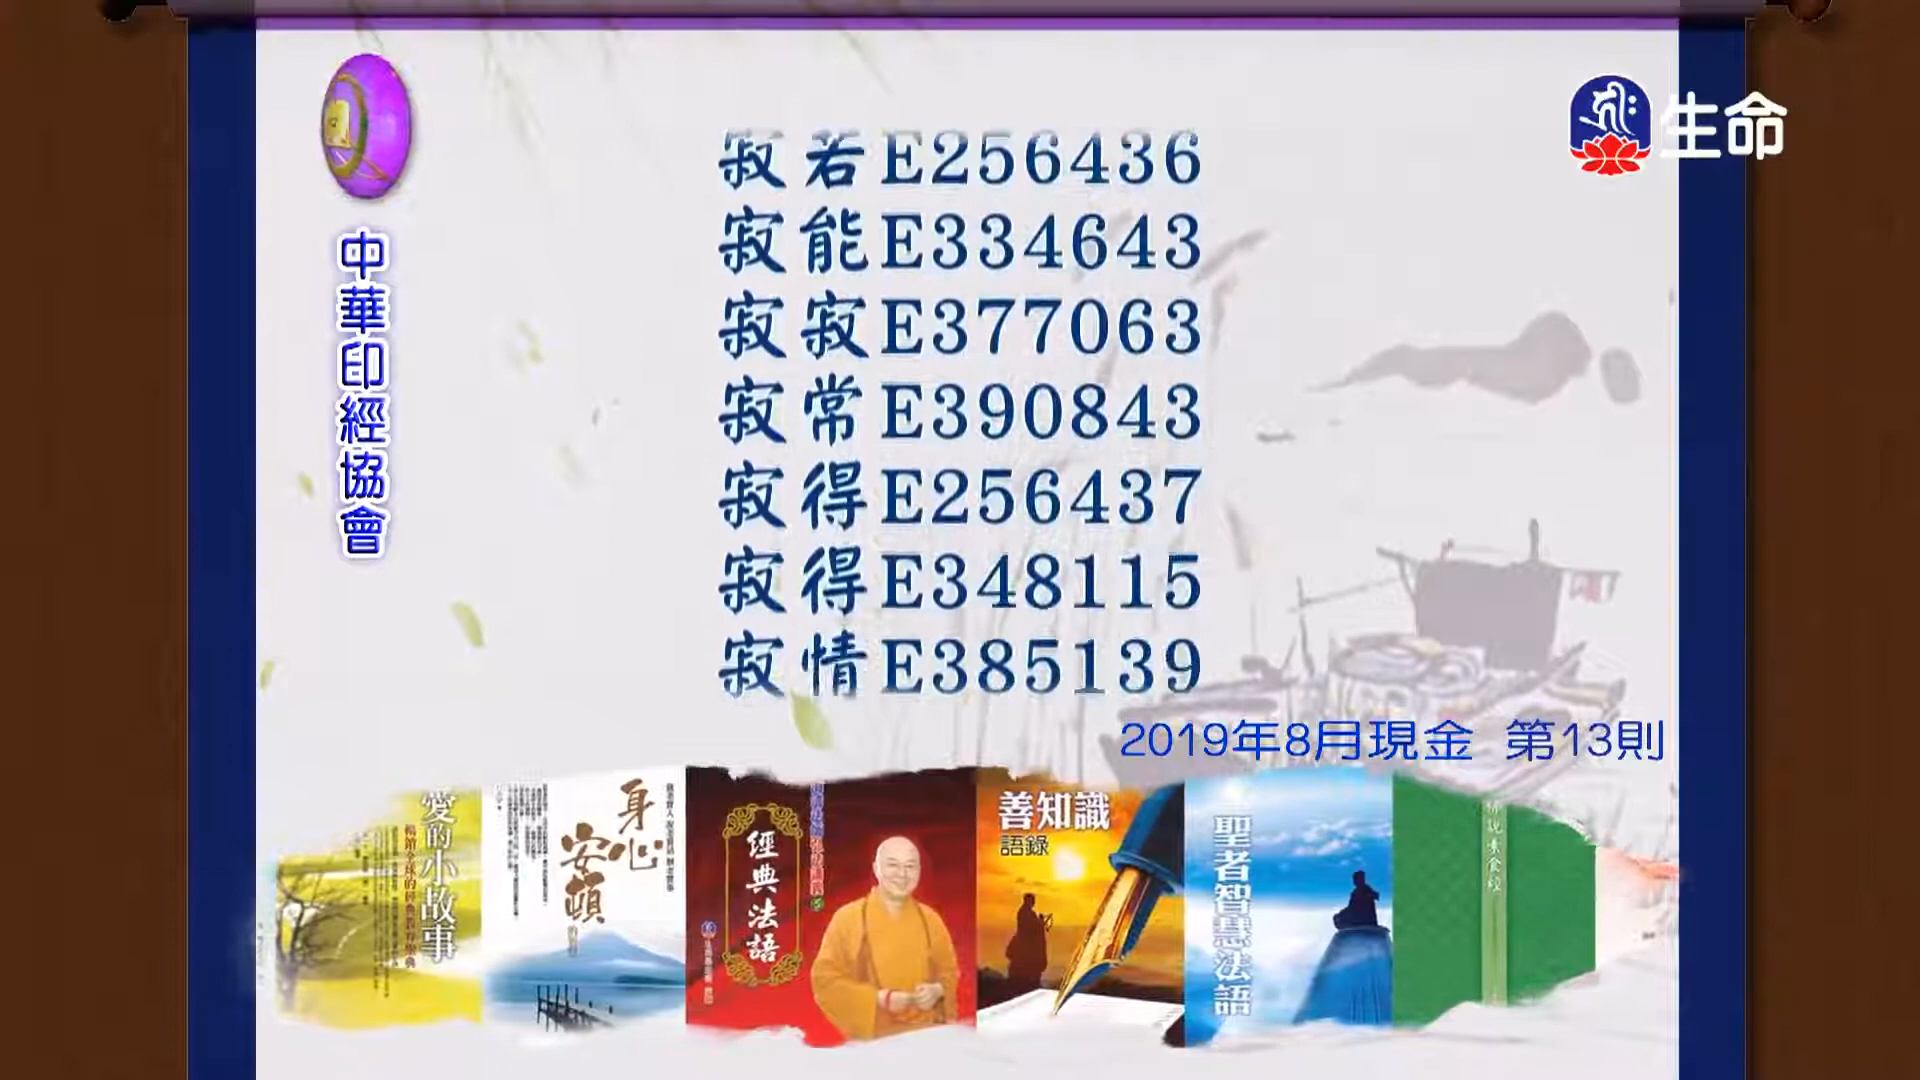 生命
中華印經協會
寂若E256436
寂能E334643
寂寂E377063
寂常E390843
寂得E256437
寂得E348115
寂情E385139
2019年8月現金 第13則
愛的小故事
身心
安頓
經典法語
善知識
語錄
聖者智慧法語